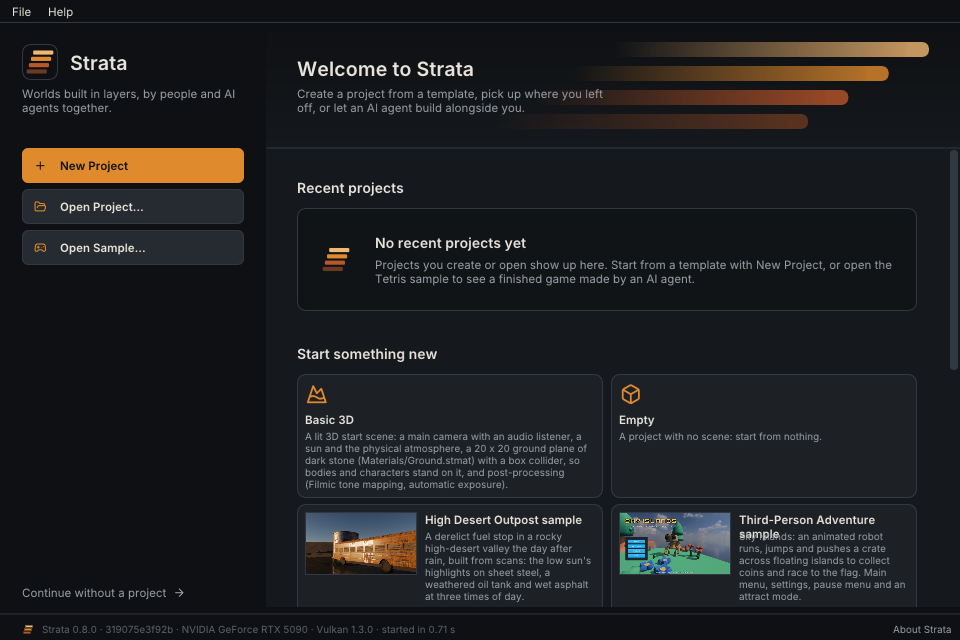 File Help
Strata
Worlds built in layers, by people and AI
agents together.
New Project
Open Project...
Open Sample...
Continue without a project
Welcome to Strata
Create a project from a template, pick up where you left
off, or let an AI agent build alongside you.
Recent projects
No recent projects yet
Projects you create or open show up here. Start from a template with New Project, or open the
Tetris sample to see a finished game made by an AI agent.
Start something new
Basic 3D
A lit 3D start scene: a main camera with an audio listener, a
sun and the physical atmosphere, a 20 x 20 ground plane of
dark stone (Materials/Ground.stmat) with a box collider, so
bodies and characters stand on it, and post-processing
(Filmic tone mapping, automatic exposure).
Empty
A project with no scene: start from nothing.
High Desert Outpost sample
A derelict fuel stop in a rocky
high-desert valley the day after
rain, built from scans: the low sun's
highlights on sheet steel, a
weathered oil tank and wet asphalt
at three times of day.
Third-Person Adventure
sample
an animated robot
runs, jumps and pushes a crate
across floating islands to collect
coins and race to the flag. Main
menu, settings, pause menu and an
attract mode.
Strata 0.8.0 · 319075e3f92b · NVIDIA GeForce RTX 5090 · Vulkan 1.3.0 · started in 0.71 s
About Strata